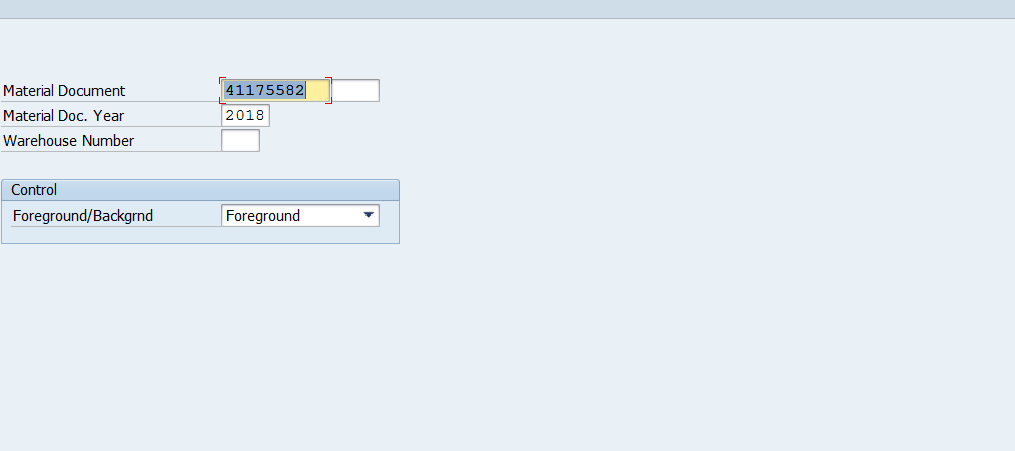 Material Document 41175582
Material Doc. Year 2018
Warehouse Number
Control
Foreground/Backgrnd Foreground